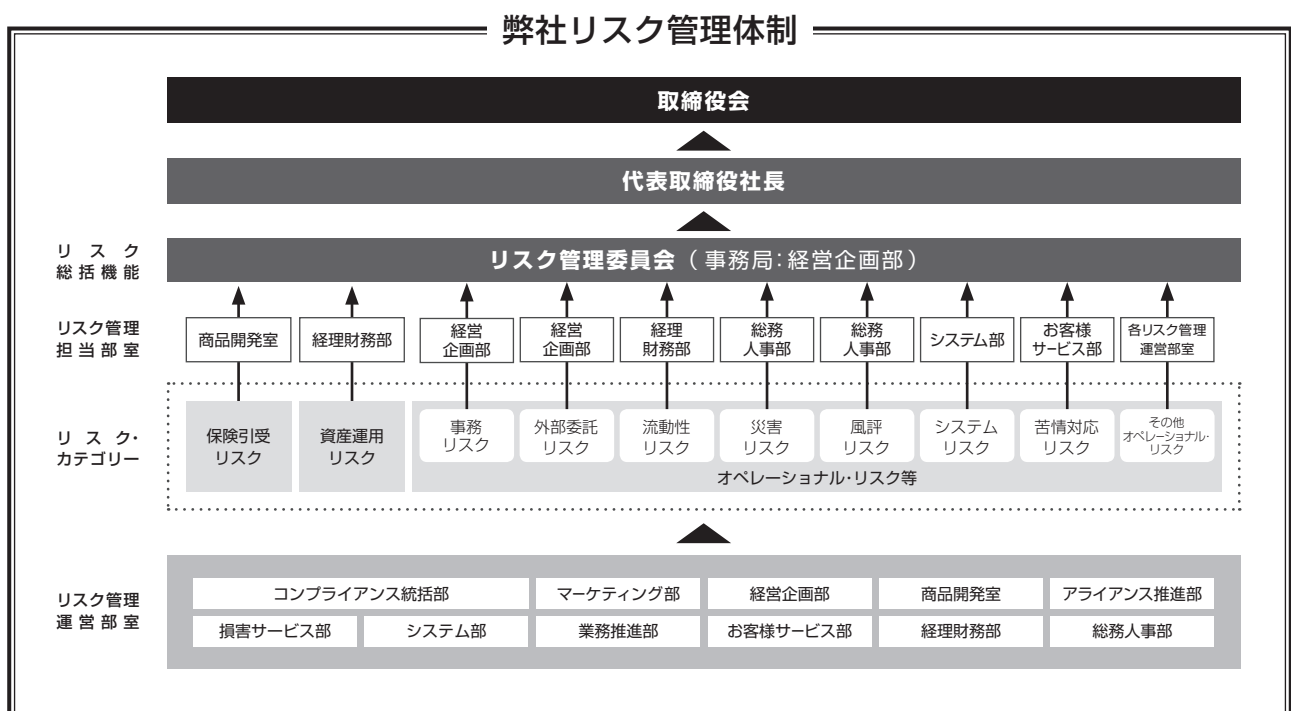 弊社リスク管理体制
取締役会
代表取締役社長
リスク
総括機能
リスク管理委員会（事務局：経営企画部）
リスク管理
担当部室
商品開発室
経理財務部
経営
企画部
経営
企画部
経理
財務部
総務
人事部
総務
人事部
システム部
お客様
サービス部
各リスク管理
運営部室
リスク・
カテゴリー
保険引受
リスク
資産運用
リスク
事務
リスク
外部委託
リスク
流動性
リスク
災害
リスク
風評
リスク
システム
リスク
苦情対応
リスク
その他
オペレーショナル・
リスク
オペレーショナル・リスク等
リスク管理
運営部室
コンプライアンス統括部
マーケティング部
経営企画部
商品開発室
アライアンス推進部
損害サービス部
システム部
業務推進部
お客様サービス部
経理財務部
総務人事部